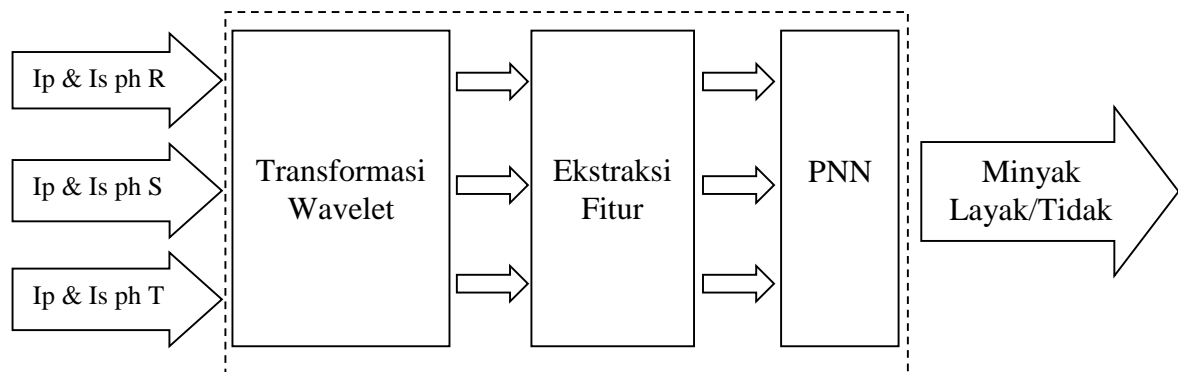 Ip & Is ph R
Ip & Is ph S
Ip & Is ph T
Transformasi
Wavelet
Ekstraksi
Fitur
PNN
Minyak
Layak/Tidak